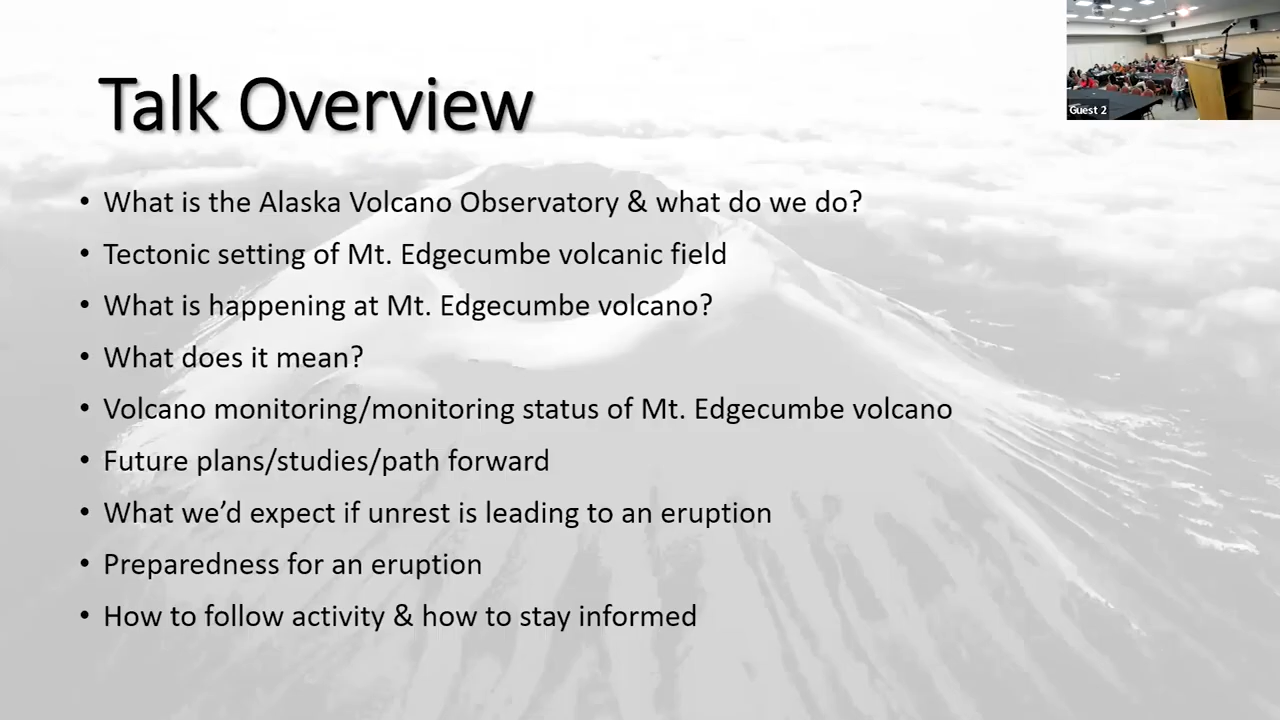 Talk Overview
Guest 2
• What is the Alaska Volcano Observatory & what do we do?
• Tectonic setting of Mt. Edgecumbe volcanic field
• What is happening at Mt. Edgecumbe volcano?
• What does it mean?
• Volcano monitoring/monitoring status of Mt. Edgecumbe volcano
• Future plans/studies/path forward
• What we’d expect if unrest is leading to an eruption
• Preparedness for an eruption
• How to follow activity & how to stay informed